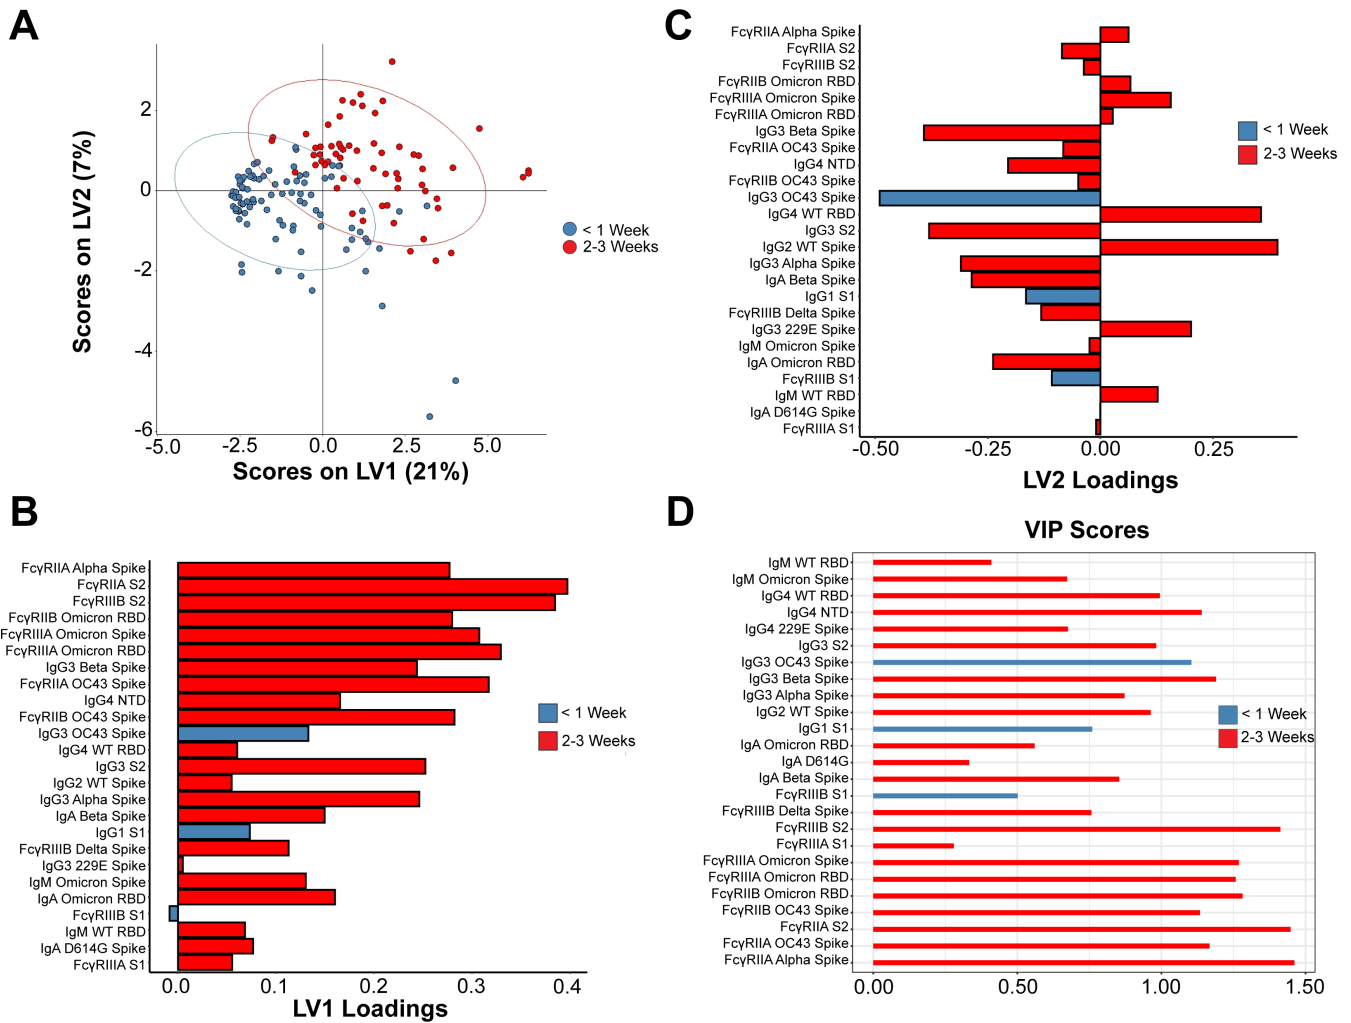 A
2
0
-2
-4
-6
-5.0
-2.5
0.0
2.5
5.0
Scores on LV2 (7%)
Scores on LV1 (21%)
< 1 Week
2-3 Weeks
B
FcγRIIA Alpha Spike
FcγRIIA S2
FcγRIIIB S2
FcγRIIB Omicron RBD
FcγRIIIA Omicron Spike
FcγRIIIA Omicron RBD
IgG3 Beta Spike
FcγRIIA OC43 Spike
IgG4 NTD
FcγRIIB OC43 Spike
IgG3 OC43 Spike
IgG4 WT RBD
IgG3 S2
IgG2 WT Spike
IgG3 Alpha Spike
IgA Beta Spike
IgG1 S1
FcγRIIIB Delta Spike
IgG3 229E Spike
IgM Omicron Spike
IgA Omicron RBD
FcγRIIIB S1
IgM WT RBD
IgA D614G Spike
FcγRIIIA S1
0.0
0.1
0.2
0.3
0.4
LV1 Loadings
< 1 Week
2-3 Weeks
C
FcγRIIA Alpha Spike
FcγRIIA S2
FcγRIIIB S2
FcγRIIB Omicron RBD
FcγRIIIA Omicron Spike
FcγRIIIA Omicron RBD
IgG3 Beta Spike
FcγRIIA OC43 Spike
IgG4 NTD
FcγRIIB OC43 Spike
IgG3 OC43 Spike
IgG4 WT RBD
IgG3 S2
IgG2 WT Spike
IgG3 Alpha Spike
IgA Beta Spike
IgG1 S1
FcγRIIIB Delta Spike
IgG3 229E Spike
IgM Omicron Spike
IgA Omicron RBD
FcγRIIIB S1
IgM WT RBD
IgA D614G Spike
FcγRIIIA S1
-0.50
-0.25
0.00
0.25
LV2 Loadings
< 1 Week
2-3 Weeks
D
VIP Scores
IgM WT RBD
IgM Omicron Spike
IgG4 WT RBD
IgG4 NTD
IgG4 229E Spike
IgG3 S2
IgG3 OC43 Spike
IgG3 Beta Spike
IgG3 Alpha Spike
IgG2 WT Spike
IgG1 S1
IgA Omicron RBD
IgA D614G
IgA Beta Spike
FcγRIIIB S1
FcγRIIIB Delta Spike
FcγRIIIB S2
FcγRIIIA S1
FcγRIIIA Omicron Spike
FcγRIIIA Omicron RBD
FcγRIIB Omicron RBD
FcγRIIB OC43 Spike
FcγRIIA S2
FcγRIIA OC43 Spike
FcγRIIA Alpha Spike
0.00
0.50
1.00
1.50
< 1 Week
2-3 Weeks